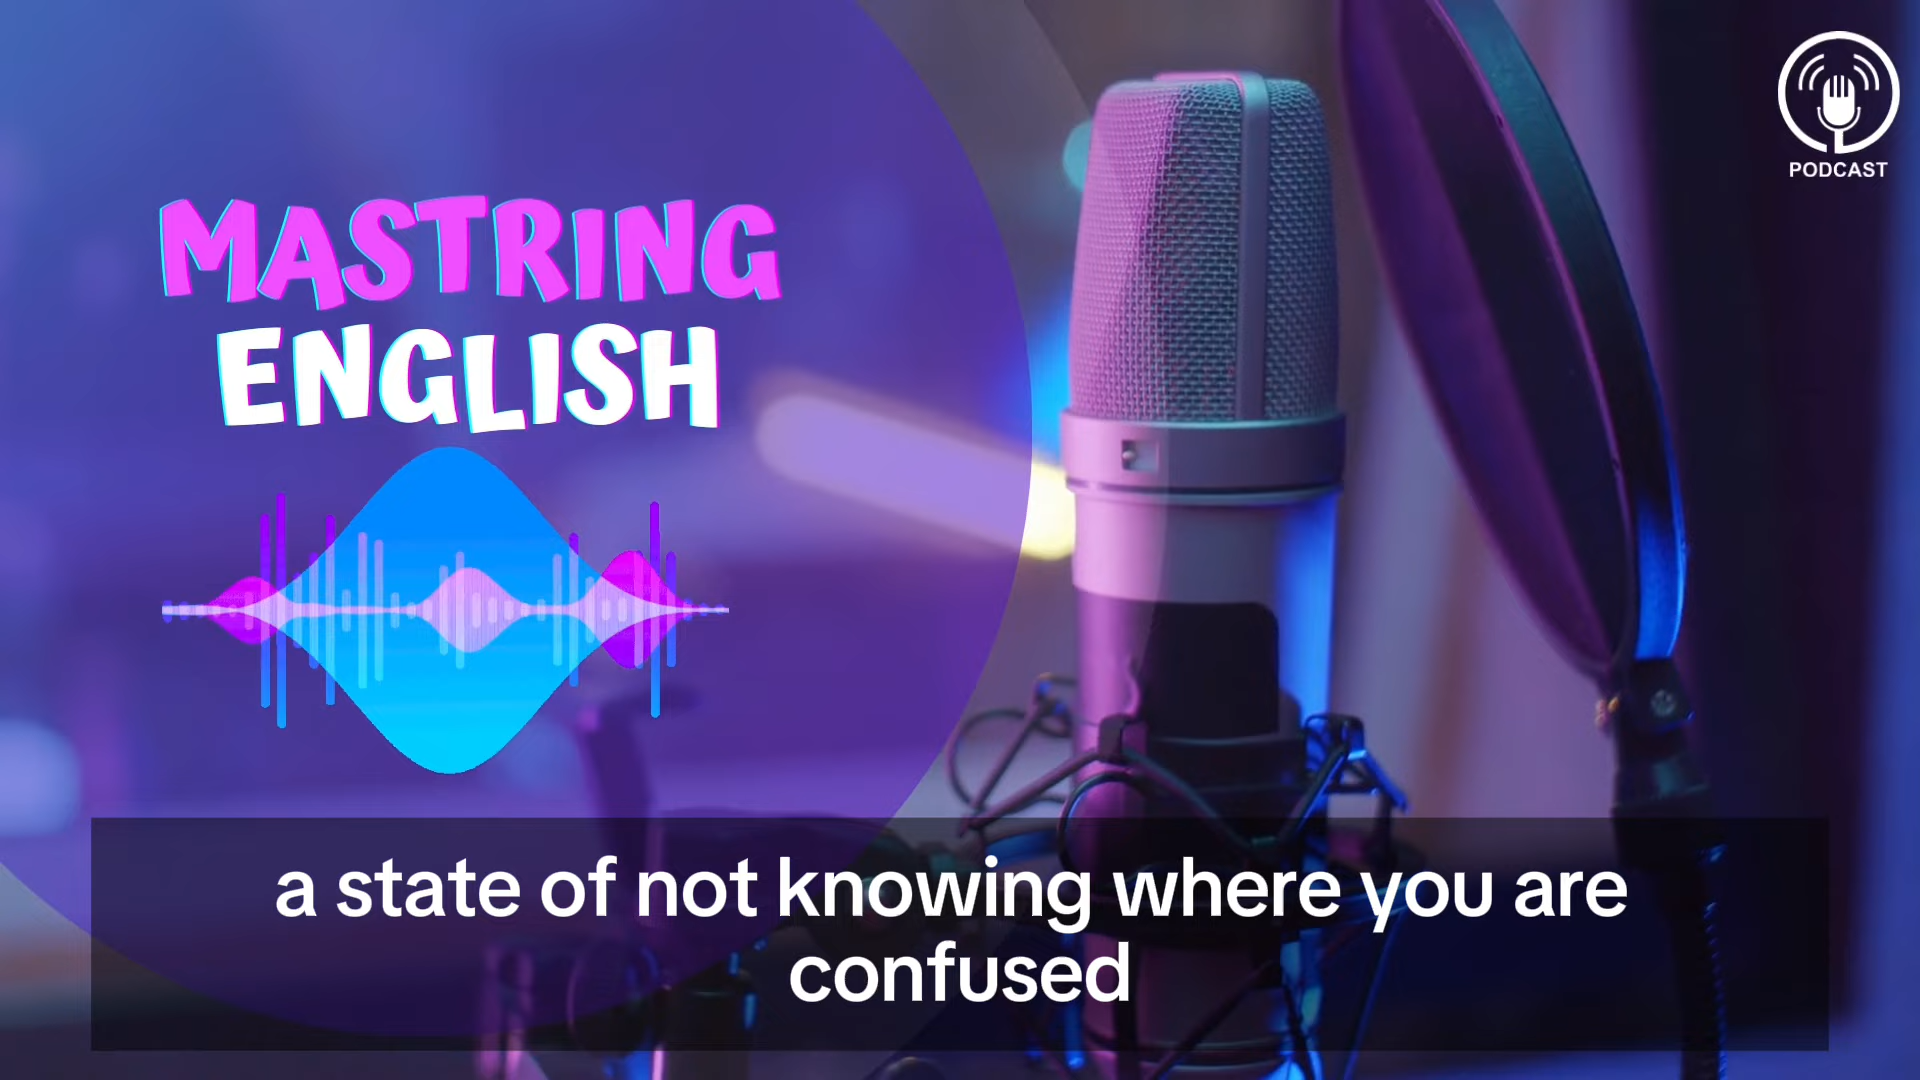 PODCAST
MASTRING
ENGLISH
a state of not knowing where you are
confused